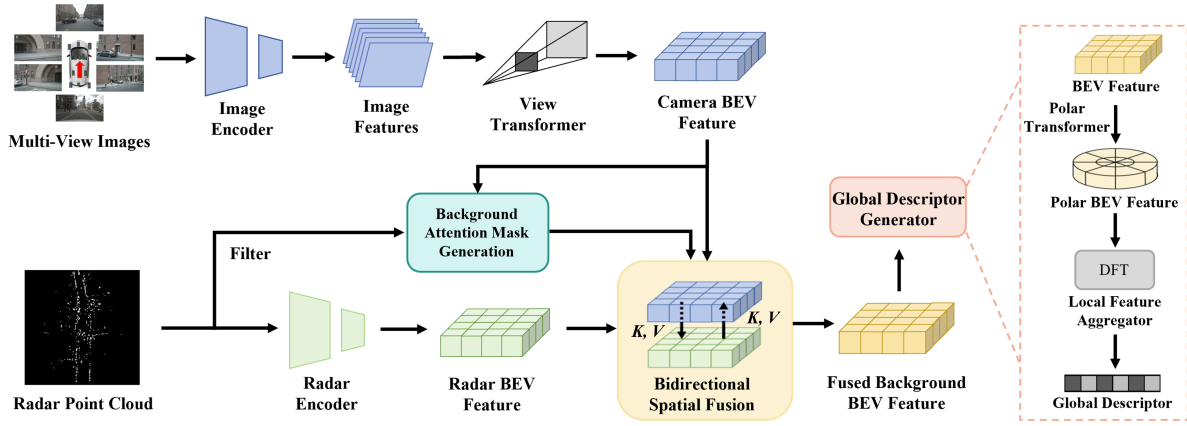 Multi-View Images
Image
Encoder
Image
Features
View
Transformer
Camera BEV
Feature
Background
Attention Mask
Generation
Filter
Radar Point Cloud
Radar
Encoder
Radar BEV
Feature
K, V
K, V
Bidirectional
Spatial Fusion
Fused Background
BEV Feature
Global Descriptor
Generator
BEV Feature
Polar
Transformer
Polar BEV Feature
DFT
Local Feature
Aggregator
Global Descriptor